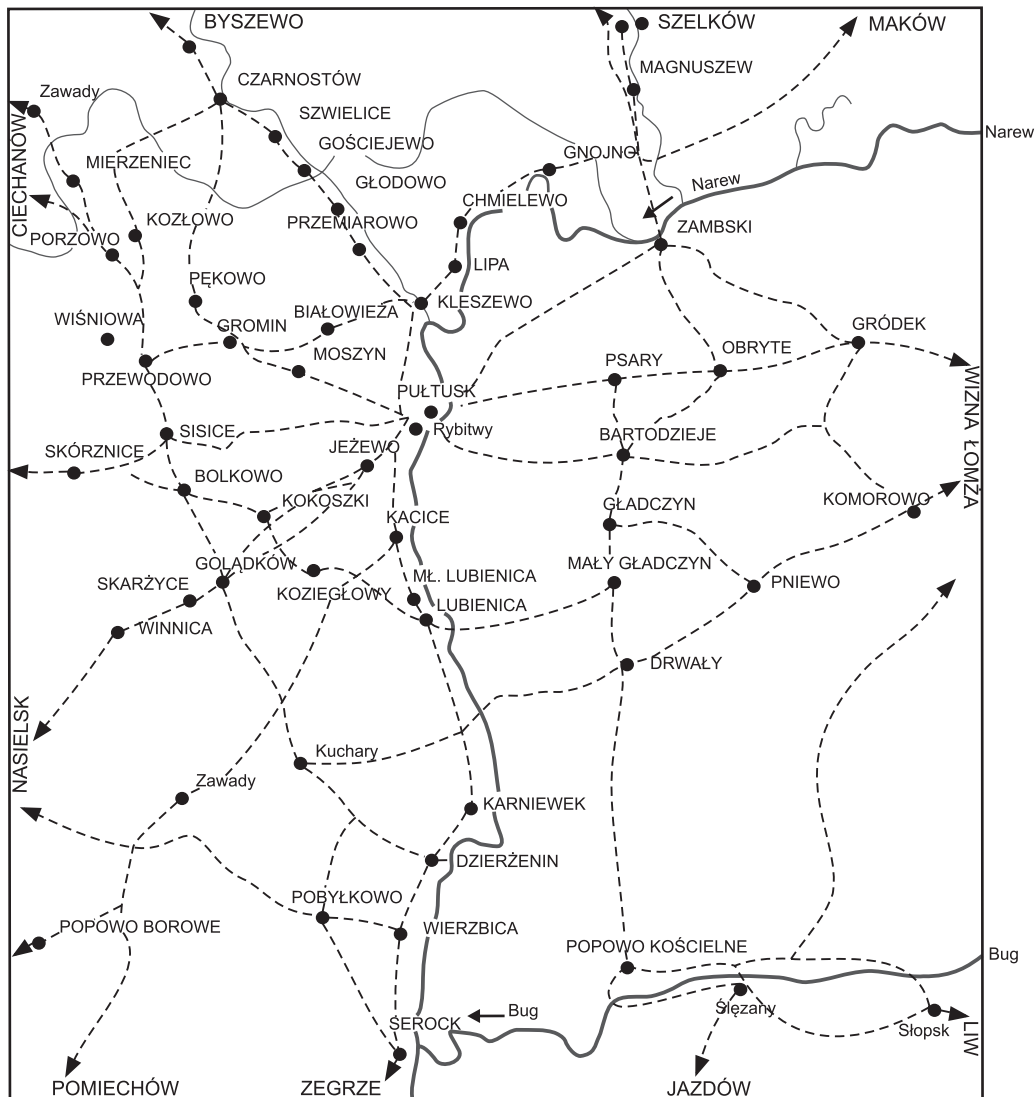 BYSZEWO
SZELKÓW
MAKÓW
CZARNOSTÓW
MAGNUSZEW
Zawady
SZWIELICE
CIECHANÓW
GOŚCIEJEWO
GNOJNO
Narew
MIERZENIEC
GŁODOWO
Narew
CHMIELEWO
KOZŁOWO
PRZEMIAROWO
ZAMBSKI
PORZOWO
LIPA
PĘKOWO
KLESZEWO
BIAŁOWIEŻA
WIŚNIOWA
GROMIN
GRÓDEK
MOSZYN
PSARY
OBRYTE
PRZEWODOWO
PUŁTUSK
WIZNA ŁOMŻA
SISICE
Rybitwy
BARTODZIEJE
SKÓRZNICE
JEŻEWO
BOLKOWO
KOKOSZKI
KOMOROWO
GŁADCZYN
KACICE
GOLĄDKÓW
MAŁY GŁADCZYN
SKARŻYCE
MŁ. LUBIENICA
PNIEWO
KOZIEGŁOWY
LUBIENICA
WINNICA
DRWAŁY
NASIELSK
Kuchary
Zawady
KARNIEWEK
DZIERŻENIN
POBYŁKOWO
POPOWO BOROWE
WIERZBICA
POPOWO KOŚCIELNE
Bug
SEROCK
Bug
Ślęzany
Słopsk
LIW
POMIECHÓW
ZEGRZE
JAZDÓW